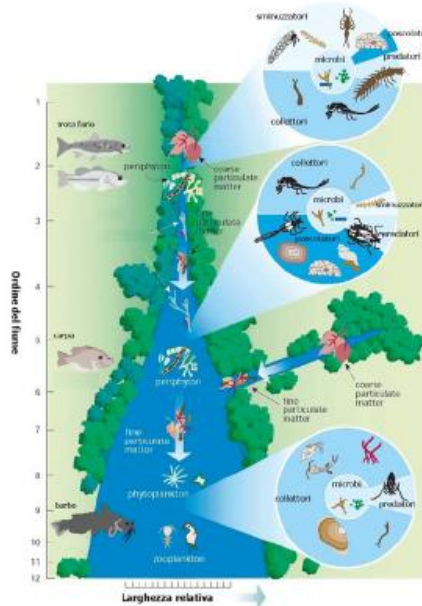 sminuzzatori
pascolatori
microbi
predatori
collettori
1
trota fario
2
periphyton
coarse
particulate
matter
collettori
3
fine
particulate
matter
microbi
sminuzzatori
pascolatori
predatori
4
Ordine del fiume
5
carpa
periphyton
6
fine
particulate
matter
coarse
particulate
matter
7
fine
particulate
matter
8
phytoplankton
microbi
collettori
predatori
9
barbo
10
zooplankton
11
12
Larghezza relativa